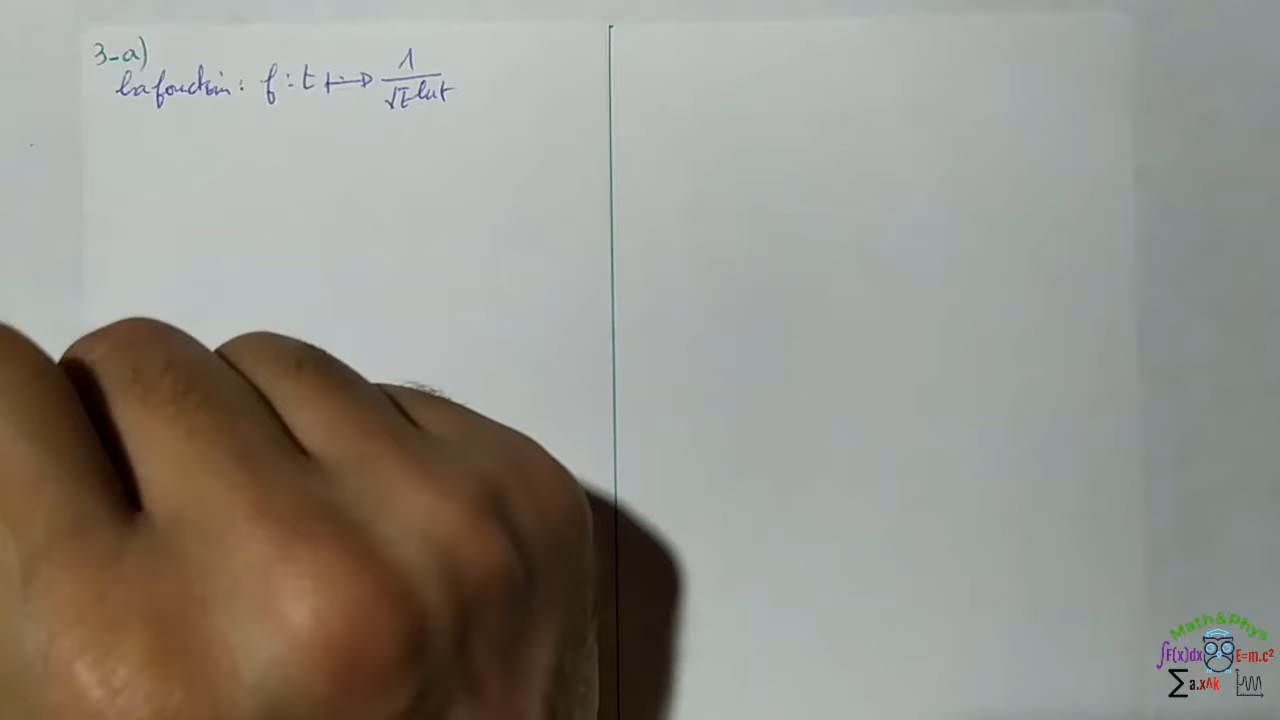 3-a)
la fonction : f : t ⟼ 1/(√t ln t)
Math&Phys
∫F(x)dx E=m.c²
Σ a.x^k